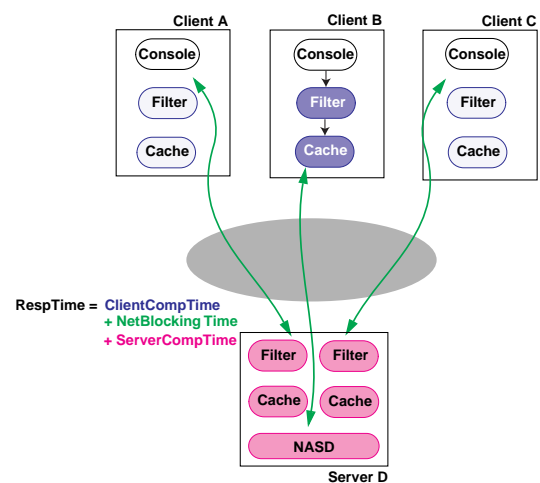 Client A
Client B
Client C
Console
Console
Console
Filter
Filter
Filter
Cache
Cache
Cache
RespTime = ClientCompTime
+ NetBlocking Time
+ ServerCompTime
Filter
Filter
Cache
Cache
NASD
Server D